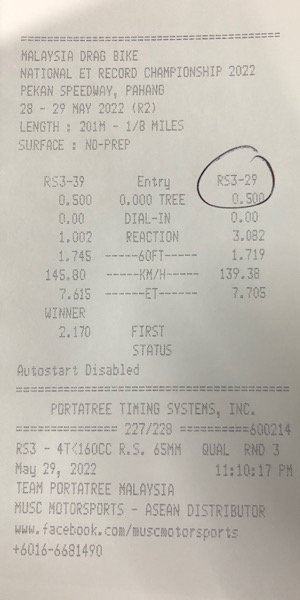 ==================================
MALAYSIA DRAG BIKE
NATIONAL ET RECORD CHAMPIONSHIP 2022
PEKAN SPEEDWAY, PAHANG
28 - 29 MAY 2022 (R2)
LENGTH : 201M - 1/8 MILES
SURFACE : NO-PREP
RS3-39 Entry RS3-29
0.500 0.000 TREE 0.500
0.00 DIAL-IN 0.00
1.002 REACTION 3.082
1.745 -----60FT----- 1.719
145.80 -----KM/H----- 139.38
7.615 ------ET------ 7.705
WINNER
2.170 FIRST
STATUS
Autostart Disabled
==================================
PORTATREE TIMING SYSTEMS, INC.
============== 227/228 ==========600214
RS3 - 4T<160CC R.S. 65MM QUAL RND 3
May 29, 2022 11:10:17 PM
TEAM PORTATREE MALAYSIA
MUSC MOTORSPORTS - ASEAN DISTRIBUTOR
www.facebook.com/muscmotorsports
+6016-6681490